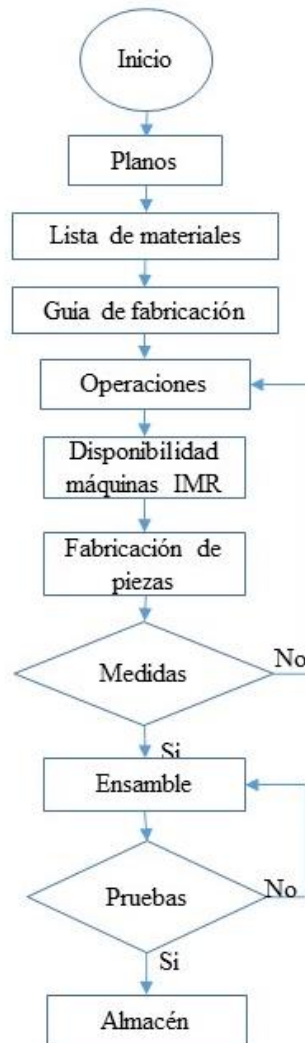 Inicio
Planos
Lista de materiales
Guía de fabricación
Operaciones
Disponibilidad
máquinas IMR
Fabricación de
piezas
Medidas
No
Si
Ensamble
Pruebas
No
Si
Almacén